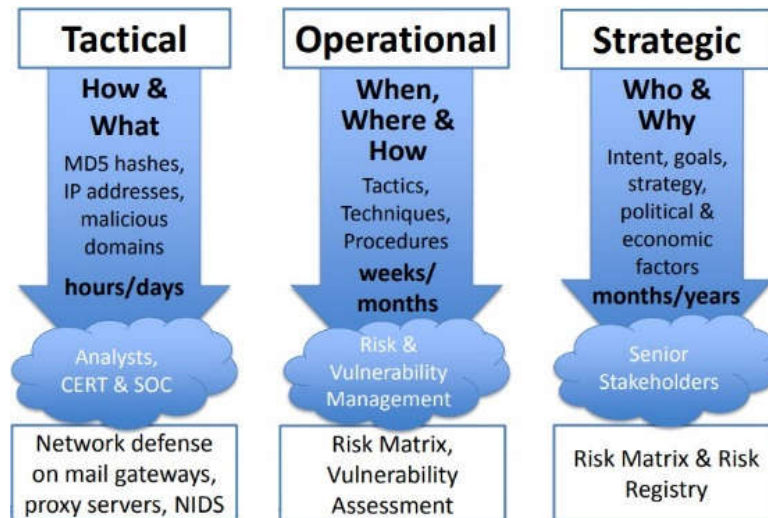 Tactical
How &
What
MD5 hashes,
IP addresses,
malicious
domains
hours/days
Analysts,
CERT & SOC
Network defense
on mail gateways,
proxy servers, NIDS
Operational
When,
Where &
How
Tactics,
Techniques,
Procedures
weeks/
months
Risk &
Vulnerability
Management
Risk Matrix,
Vulnerability
Assessment
Strategic
Who &
Why
Intent, goals,
strategy,
political &
economic
factors
months/years
Senior
Stakeholders
Risk Matrix & Risk
Registry